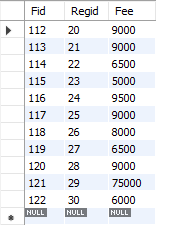 Fid Regid Fee
112 20 9000
113 21 9000
114 22 6500
115 23 5000
116 24 9500
117 25 9000
118 26 8000
119 27 6500
120 28 9000
121 29 75000
122 30 6000
NULL NULL NULL